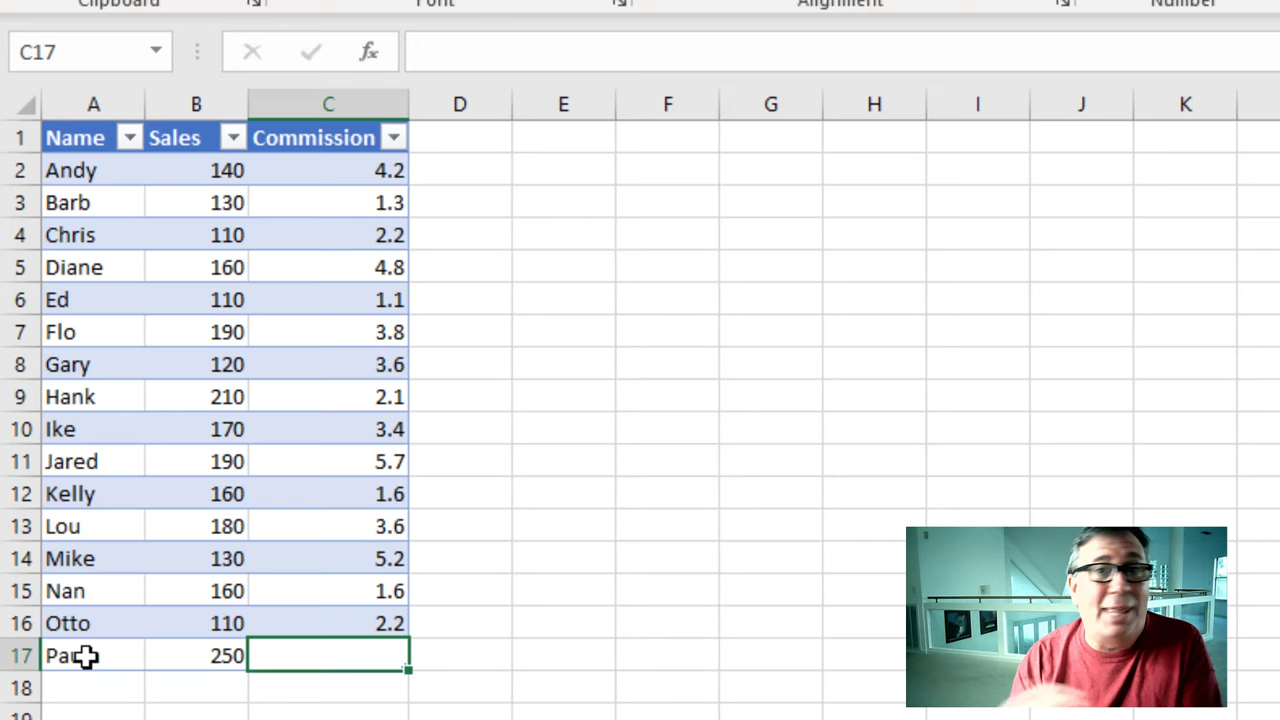 Clipboard Font Alignment Number
C17 fx
A B C D E F G H I J K
1 Name Sales Commission
2 Andy 140 4.2
3 Barb 130 1.3
4 Chris 110 2.2
5 Diane 160 4.8
6 Ed 110 1.1
7 Flo 190 3.8
8 Gary 120 3.6
9 Hank 210 2.1
10 Ike 170 3.4
11 Jared 190 5.7
12 Kelly 160 1.6
13 Lou 180 3.6
14 Mike 130 5.2
15 Nan 160 1.6
16 Otto 110 2.2
17 250
18
19